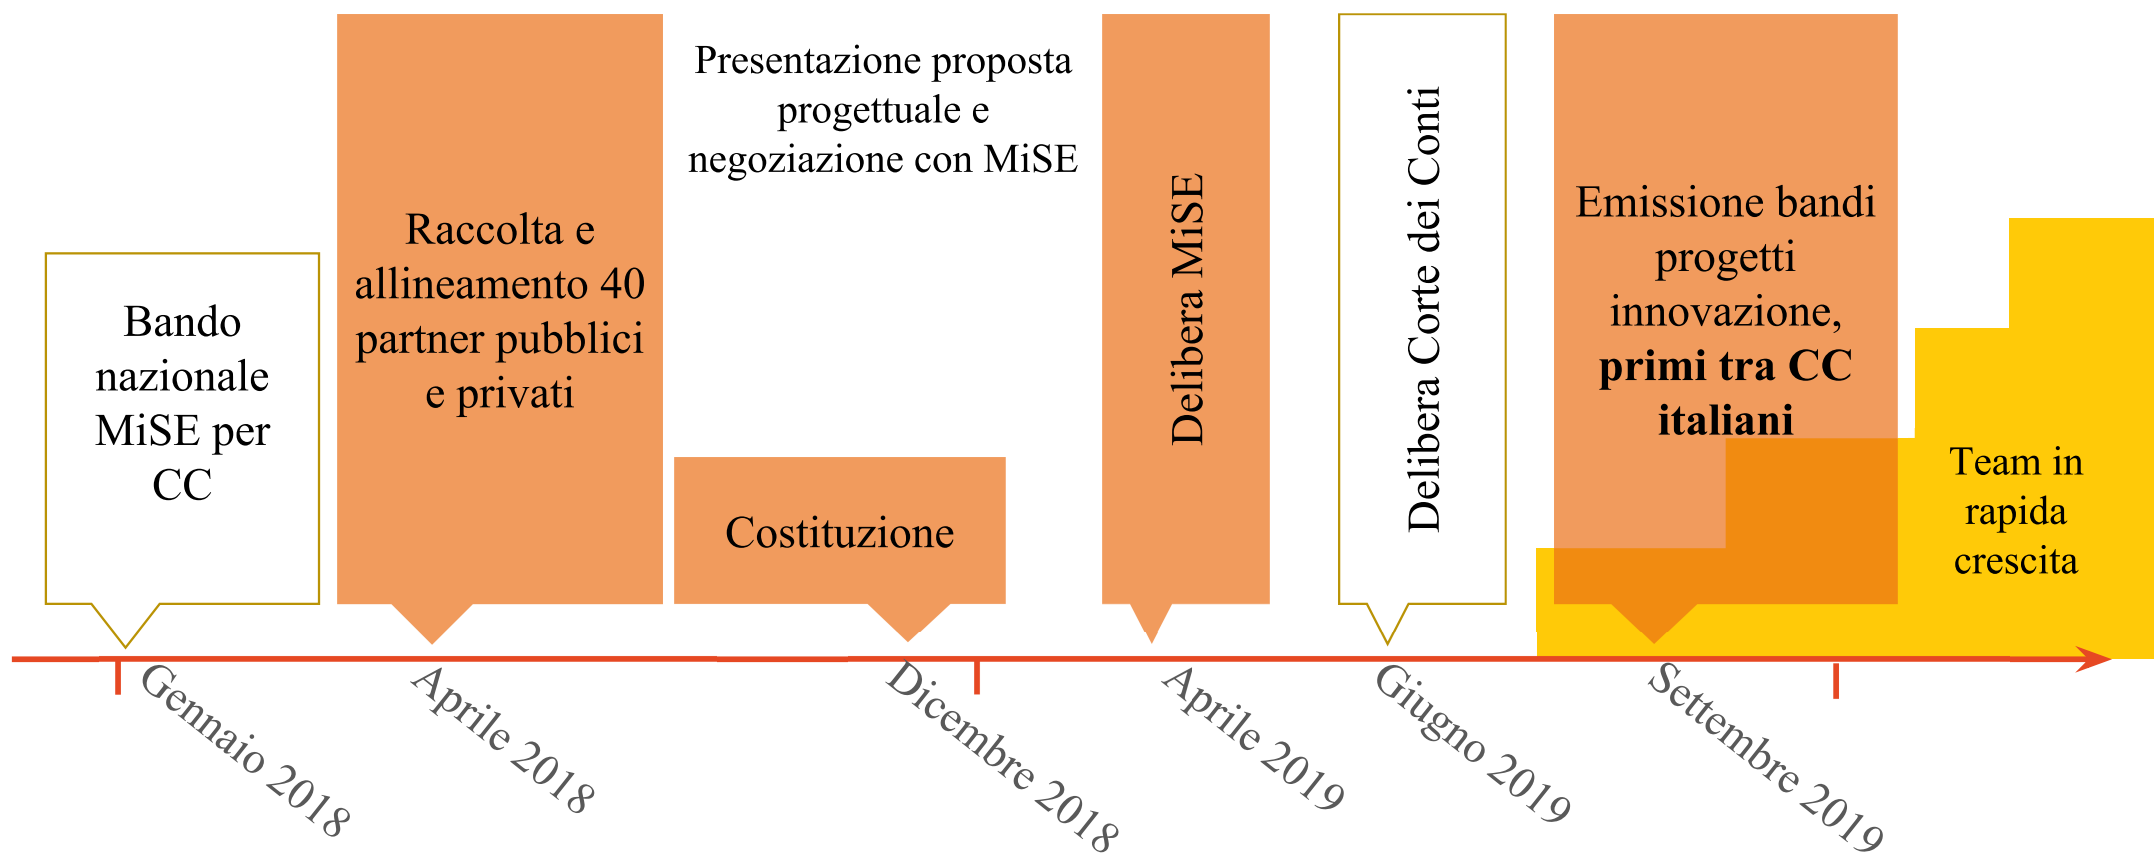 Bando
nazionale
MiSE per
CC
Raccolta e
allineamento 40
partner pubblici
e privati
Presentazione proposta
progettuale e
negoziazione con MiSE
Costituzione
Delibera MiSE
Delibera Corte dei Conti
Emissione bandi
progetti
innovazione,
primi tra CC
italiani
Team in
rapida
crescita
Gennaio 2018
Aprile 2018
Dicembre 2018
Aprile 2019
Giugno 2019
Settembre 2019